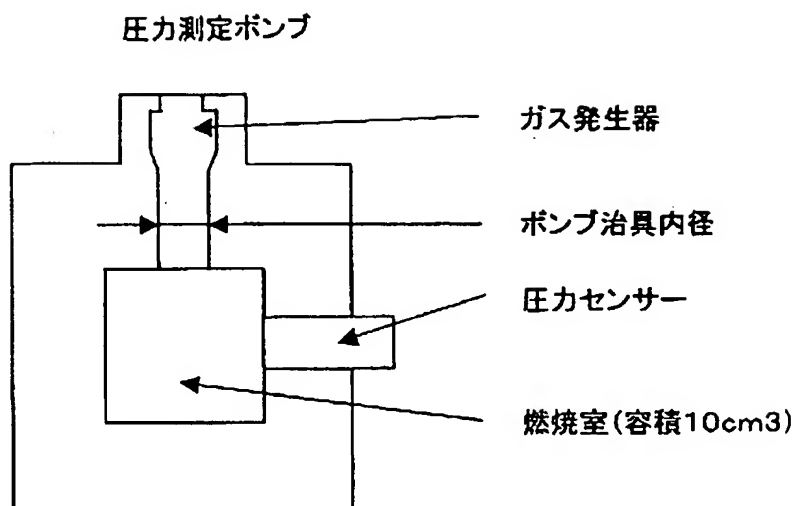 圧力測定ボンブ
ガス発生器
ボンブ治具内径
圧力センサー
燃焼室(容積10cm3)